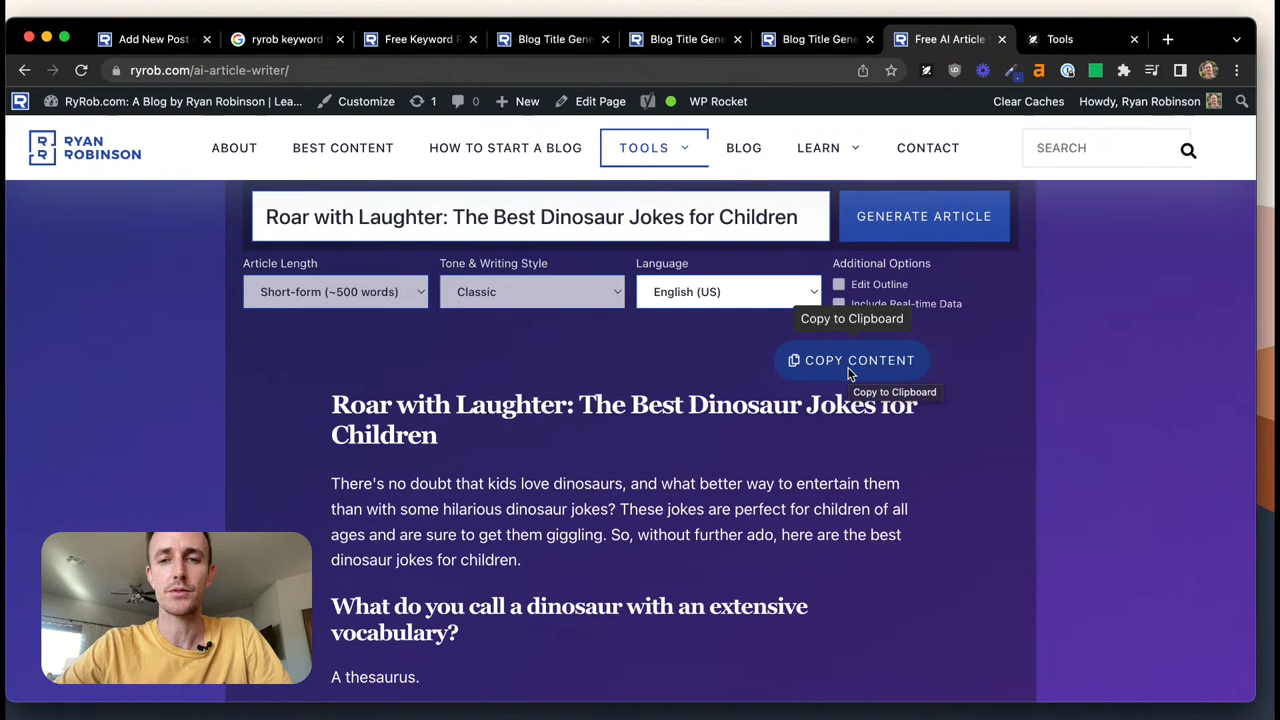 Add New Post
ryrob keyword
Free Keyword R
Blog Title Gene
Blog Title Gene
Blog Title Gene
Free AI Article W
Tools
ryrob.com/ai-article-writer/
RyRob.com: A Blog by Ryan Robinson | Lea...
Customize
1
0
New
Edit Page
WP Rocket
Clear Caches
Howdy, Ryan Robinson
RYAN
ROBINSON
ABOUT
BEST CONTENT
HOW TO START A BLOG
TOOLS
BLOG
LEARN
CONTACT
SEARCH
Roar with Laughter: The Best Dinosaur Jokes for Children
GENERATE ARTICLE
Article Length
Tone & Writing Style
Language
Additional Options
Short-form (~500 words)
Classic
English (US)
Edit Outline
Include Real-time Data
Copy to Clipboard
COPY CONTENT
Copy to Clipboard
Roar with Laughter: The Best Dinosaur Jokes for
Children
There's no doubt that kids love dinosaurs, and what better way to entertain them
than with some hilarious dinosaur jokes? These jokes are perfect for children of all
ages and are sure to get them giggling. So, without further ado, here are the best
dinosaur jokes for children.
What do you call a dinosaur with an extensive
vocabulary?
A thesaurus.